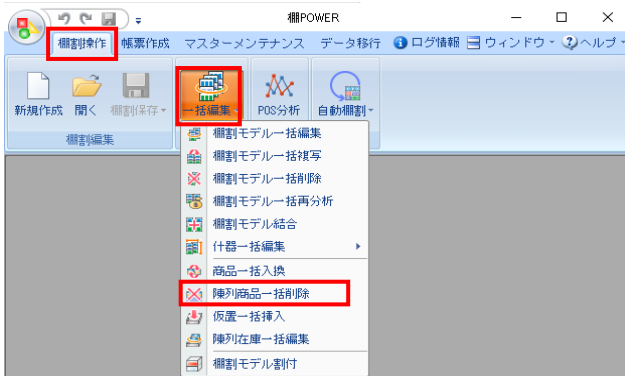 棚POWER
棚割操作 帳票作成 マスターメンテナンス データ移行 ログ情報 ウィンドウ ヘルプ
新規作成 開く 棚割保存 一括編集 POS分析 自動棚割
棚割編集
棚割モデル一括編集
棚割モデル一括複写
棚割モデル一括削除
棚割モデル一括再分析
棚割モデル結合
什器一括編集
商品一括入換
陳列商品一括削除
仮置一括挿入
陳列在庫一括編集
棚割モデル割付